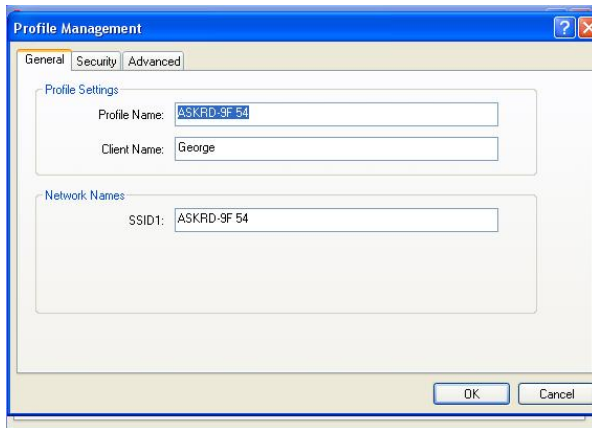 Profile Management
General Security Advanced
Profile Settings
Profile Name: ASKRD-9F 54
Client Name: George
Network Names
SSID1: ASKRD-9F 54
OK Cancel